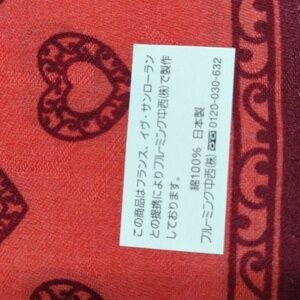 この商品はフランス、イヴ・サンローラン
との提携によりブルーミング中西(株)で製作
しております。
綿100% 日本製
ブルーミング中西(株) 0120-030-632